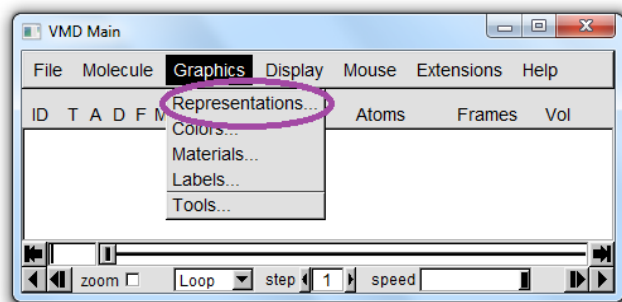 VMD Main
File Molecule Graphics Display Mouse Extensions Help
ID T A D F M Atoms Frames Vol
Representations...
Colors...
Materials...
Labels...
Tools...
zoom Loop step 1 speed